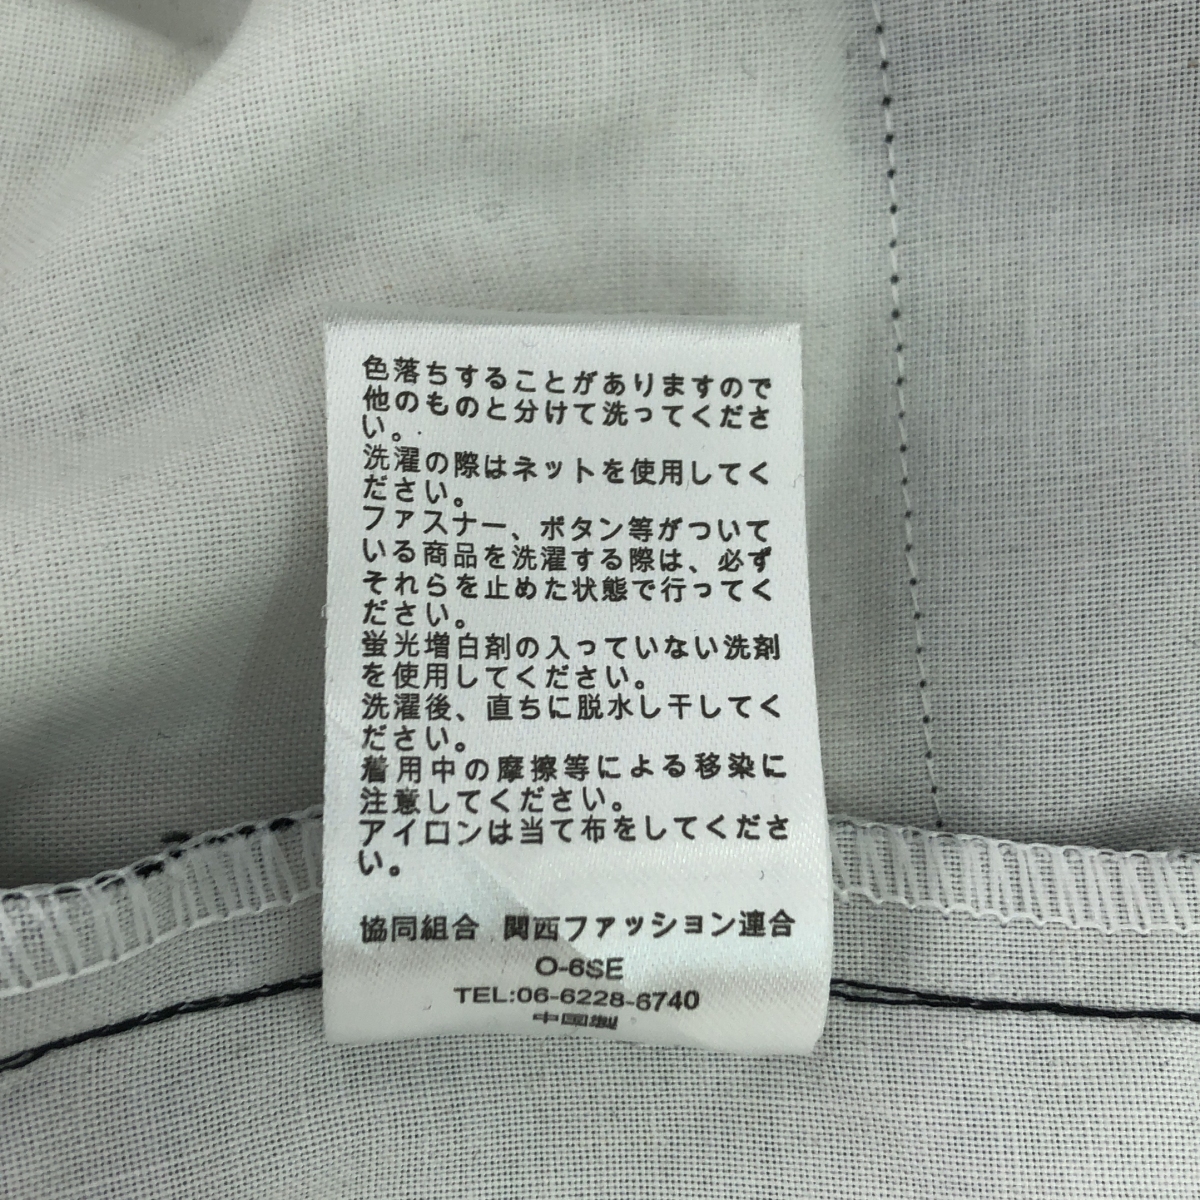 色落ちすることがありますので
他のものと分けて洗ってくださ
い。
洗濯の際はネットを使用してく
ださい。
ファスナー、ボタン等がついて
いる商品を洗濯する際は、必ず
それらを止めた状態で行ってく
ださい。
蛍光増白剤の入っていない洗剤
を使用してください。
洗濯後、直ちに脱水し干してく
ださい。
着用中の摩擦等による移染に
注意してください。
アイロンは当て布をしてくださ
い。
協同組合 関西ファッション連合
O-6SE
TEL:06-6228-6740
中国製